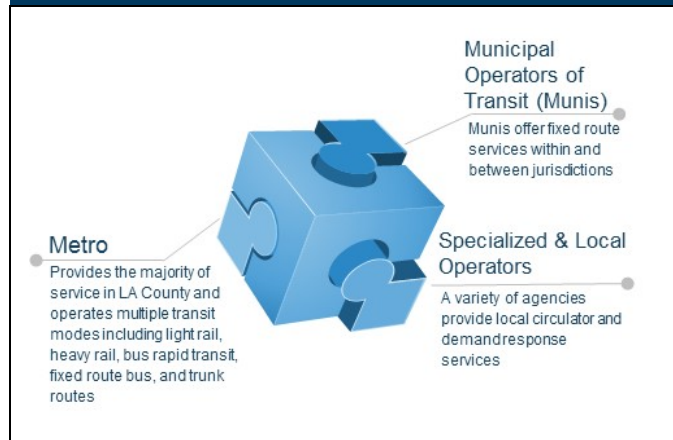 Municipal
Operators of
Transit (Munis)
Munis offer fixed route
services within and
between jurisdictions
Metro
Provides the majority of
service in LA County and
operates multiple transit
modes including light rail,
heavy rail, bus rapid transit,
fixed route bus, and trunk
routes
Specialized & Local
Operators
A variety of agencies
provide local circulator and
demand response
services